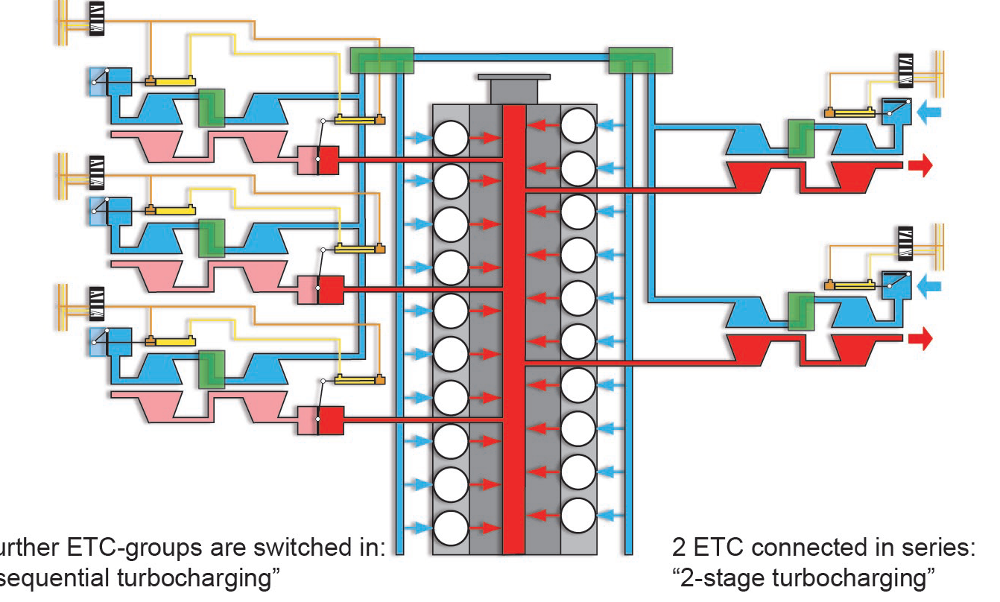 urther ETC-groups are switched in:
sequential turbocharging”
2 ETC connected in series:
“2-stage turbocharging”